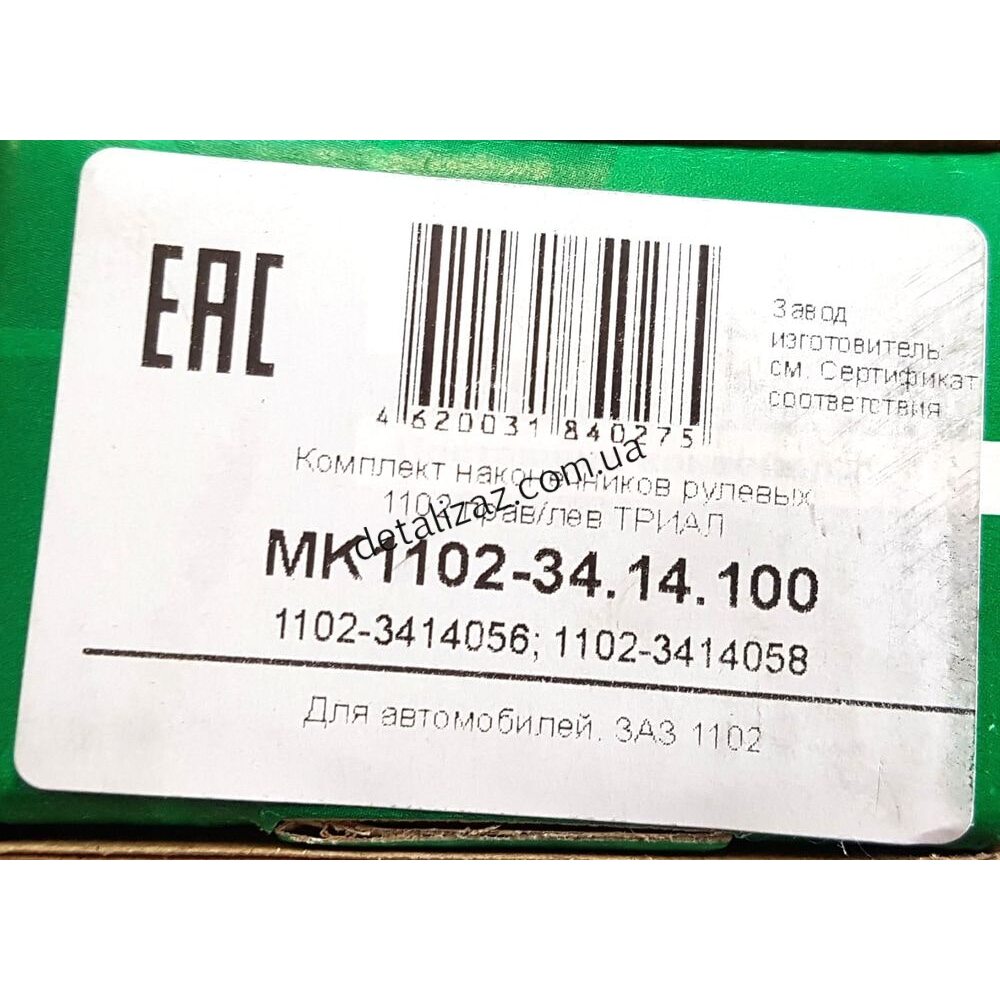 EAC
4 620031 840275
Завод
изготовитель:
см. Сертификат
соответствия
Комплект наконечников рулевых
1102 прав/лев ТРИАЛ
detalizaz.com.ua
МК1102-34.14.100
1102-3414056; 1102-3414058
Для автомобилей: ЗАЗ 1102